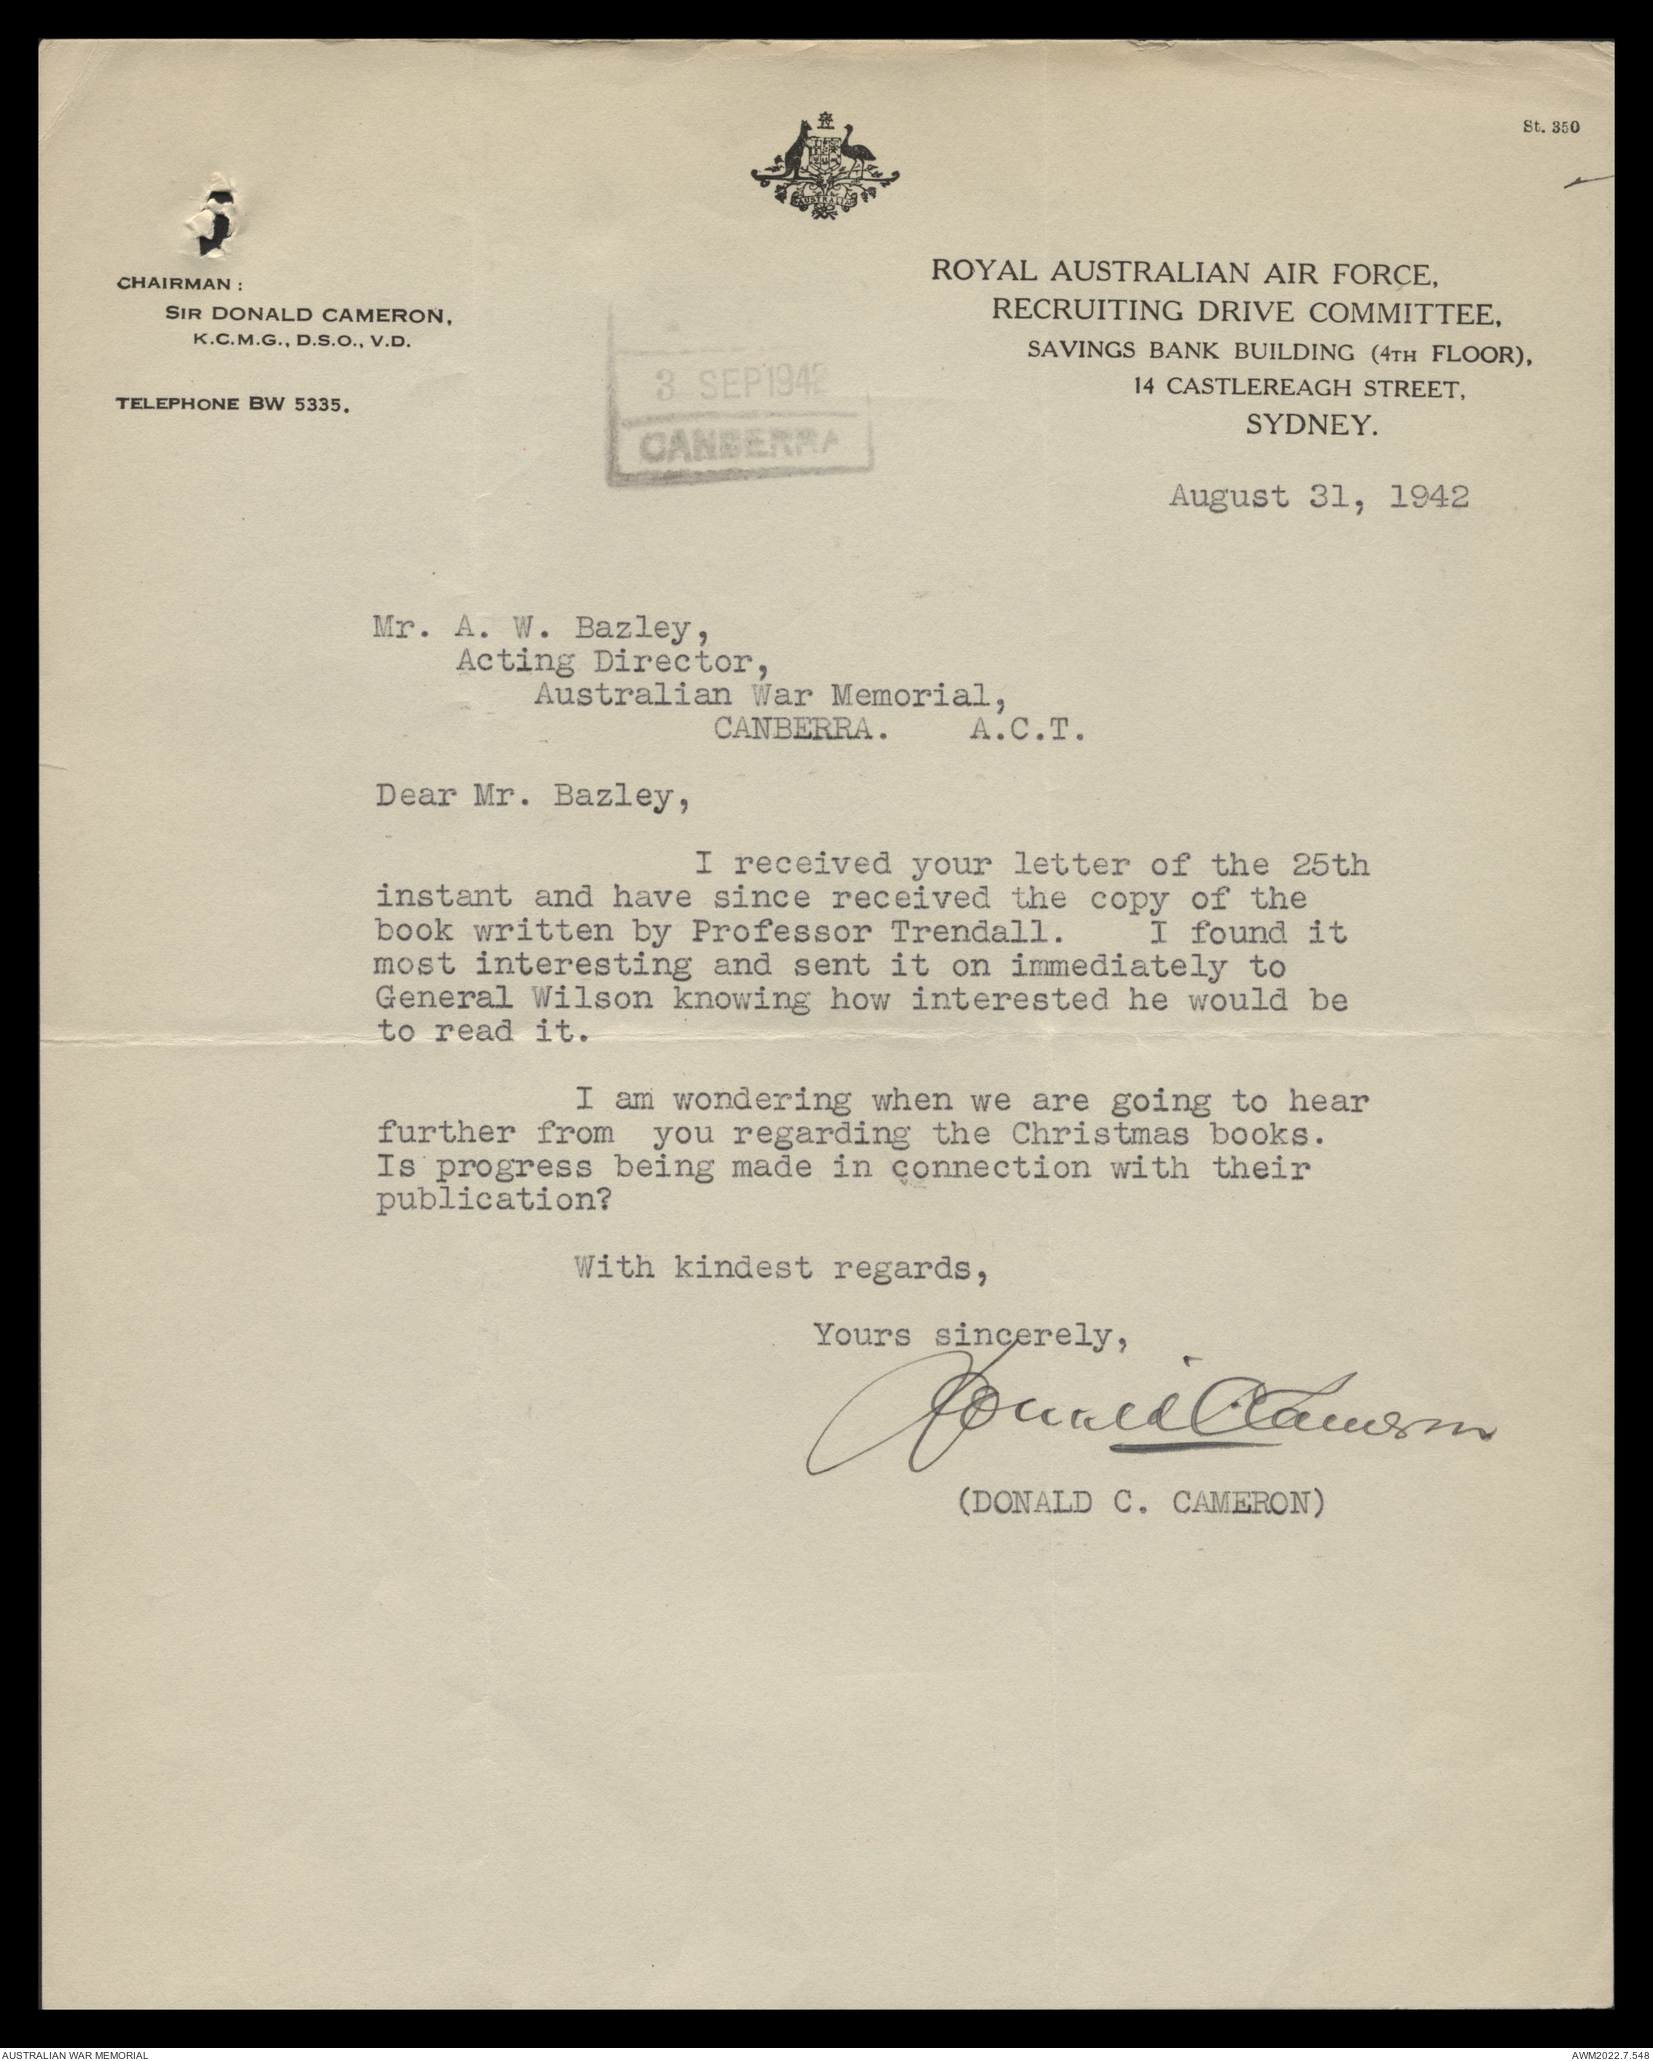 St. 350
AUSTRALIA
CHAIRMAN:
SIR DONALD CAMERON,
K.C.M.G., D.S.O., V.D.
TELEPHONE BW 5335.
ROYAL AUSTRALIAN AIR FORCE,
RECRUITING DRIVE COMMITTEE,
SAVINGS BANK BUILDING (4TH FLOOR),
14 CASTLEREAGH STREET,
SYDNEY.
3 SEP 1942
CANBERRA
August 31, 1942
Mr. A. W. Bazley,
Acting Director,
Australian War Memorial,
CANBERRA. A.C.T.
Dear Mr. Bazley,
I received your letter of the 25th
instant and have since received the copy of the
book written by Professor Trendall. I found it
most interesting and sent it on immediately to
General Wilson knowing how interested he would be
to read it.
I am wondering when we are going to hear
further from you regarding the Christmas books.
Is progress being made in connection with their
publication?
With kindest regards,
Yours sincerely,
Donald C Cameron
(DONALD C. CAMERON)
AUSTRALIAN WAR MEMORIAL
AWM2022.7.548